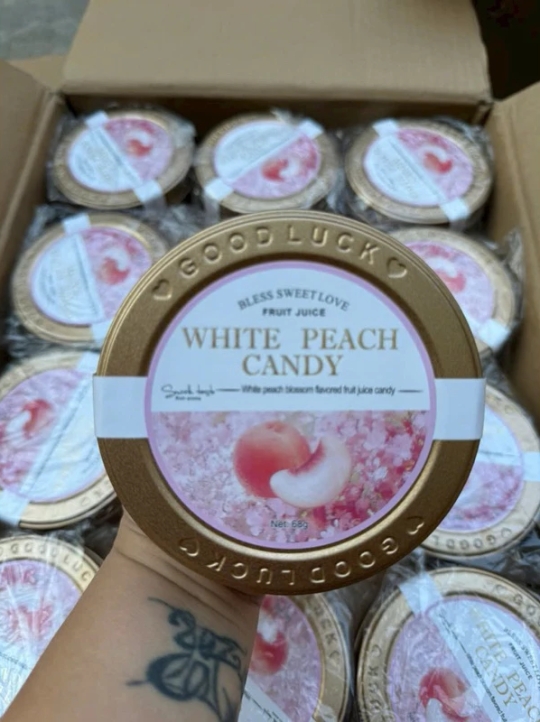 GOOD LUCK
BLESS SWEET LOVE
FRUIT JUICE
WHITE PEACH
CANDY
White peach blossom flavored fruit juice candy
Net: 68g
GOOD LUCK